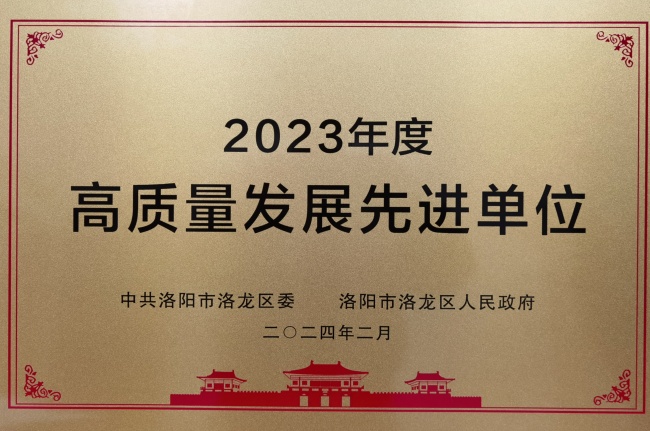 2023年度
高质量发展先进单位
中共洛阳市洛龙区委 洛阳市洛龙区人民政府
二〇二四年二月